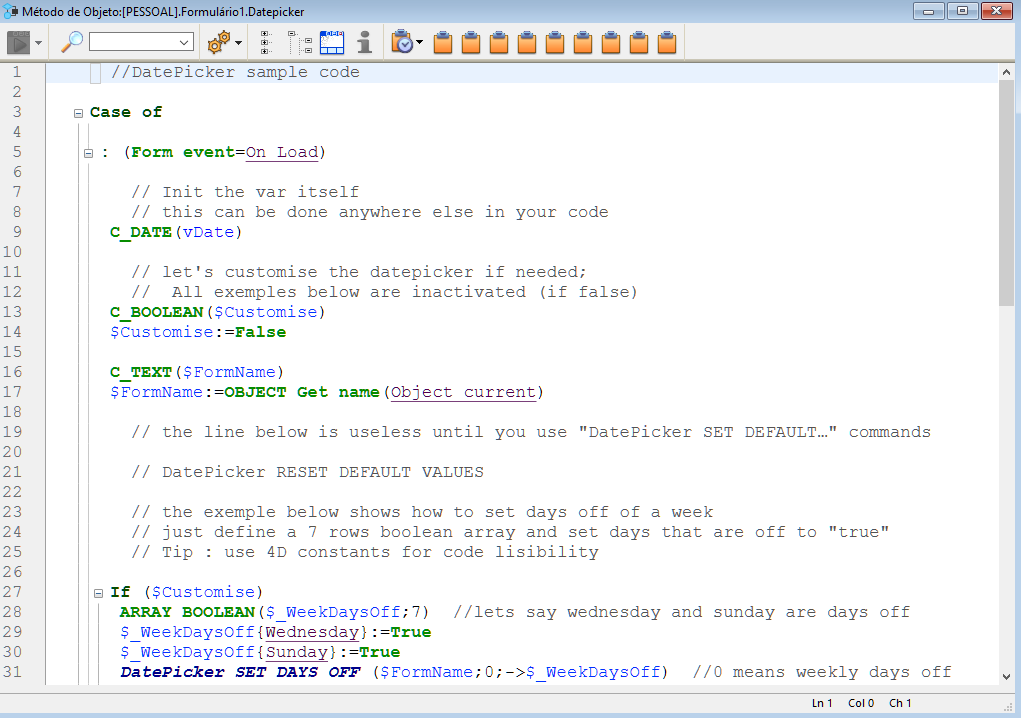 Método de Objeto:[PESSOAL].Formulário1.Datepicker
1 //DatePicker sample code
2
3 Case of
4
5 : (Form event=On Load)
6
7 // Init the var itself
8 // this can be done anywhere else in your code
9 C_DATE(vDate)
10
11 // let's customise the datepicker if needed;
12 //  All exemples below are inactivated (if false)
13 C_BOOLEAN($Customise)
14 $Customise:=False
15
16 C_TEXT($FormName)
17 $FormName:=OBJECT Get name(Object current)
18
19 // the line below is useless until you use "DatePicker SET DEFAULT…" commands
20
21 // DatePicker RESET DEFAULT VALUES
22
23 // the exemple below shows how to set days off of a week
24 // just define a 7 rows boolean array and set days that are off to "true"
25 // Tip : use 4D constants for code lisibility
26
27 If ($Customise)
28 ARRAY BOOLEAN($_WeekDaysOff;7)  //lets say wednesday and sunday are days off
29 $_WeekDaysOff{Wednesday}:=True
30 $_WeekDaysOff{Sunday}:=True
31 DatePicker SET DAYS OFF ($FormName;0;->$_WeekDaysOff)  //0 means weekly days off
Ln 1 Col 0 Ch 1